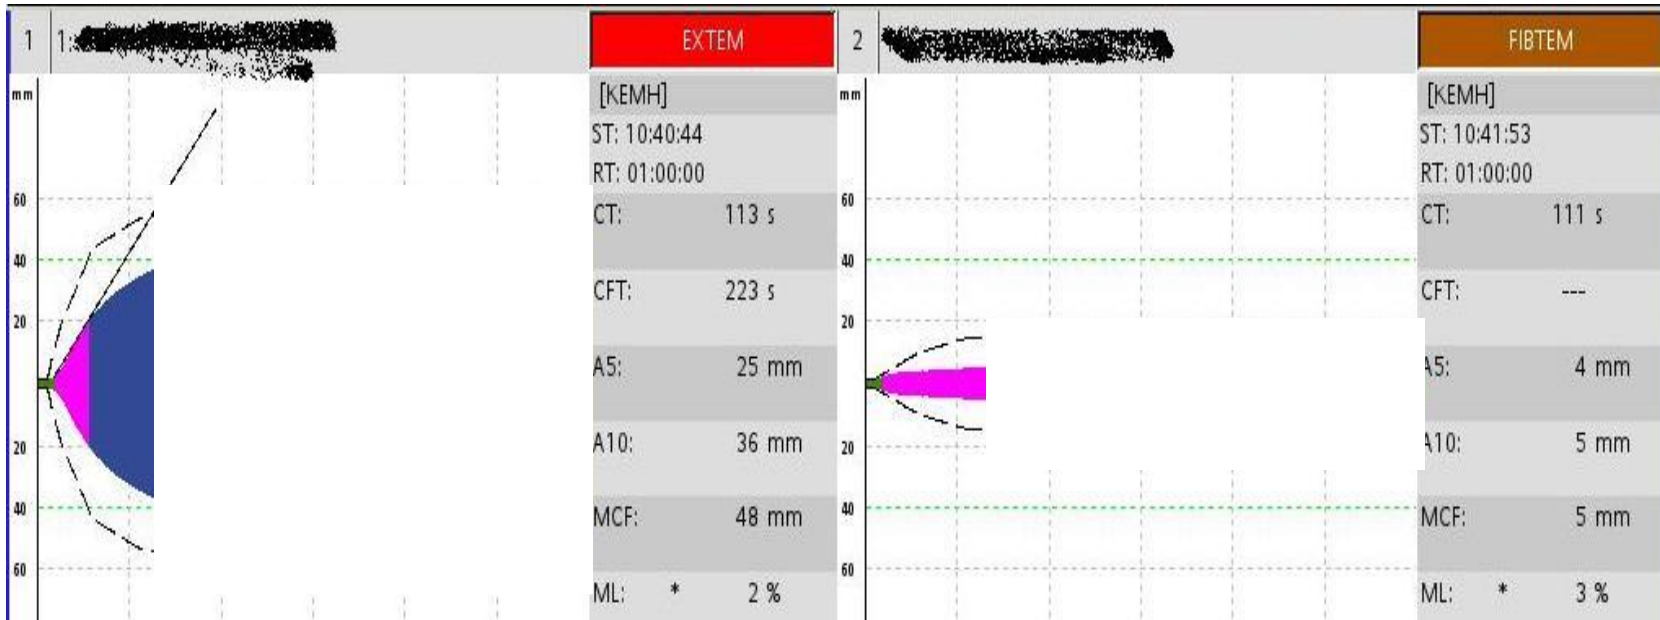 1 1: EXTEM
[KEMH]
ST: 10:40:44
RT: 01:00:00
CT: 113 s
CFT: 223 s
A5: 25 mm
A10: 36 mm
MCF: 48 mm
ML: * 2 %
mm
60
40
20
20
40
60
2 FIBTEM
[KEMH]
ST: 10:41:53
RT: 01:00:00
CT: 111 s
CFT: ---
A5: 4 mm
A10: 5 mm
MCF: 5 mm
ML: * 3 %
mm
60
40
20
20
40
60